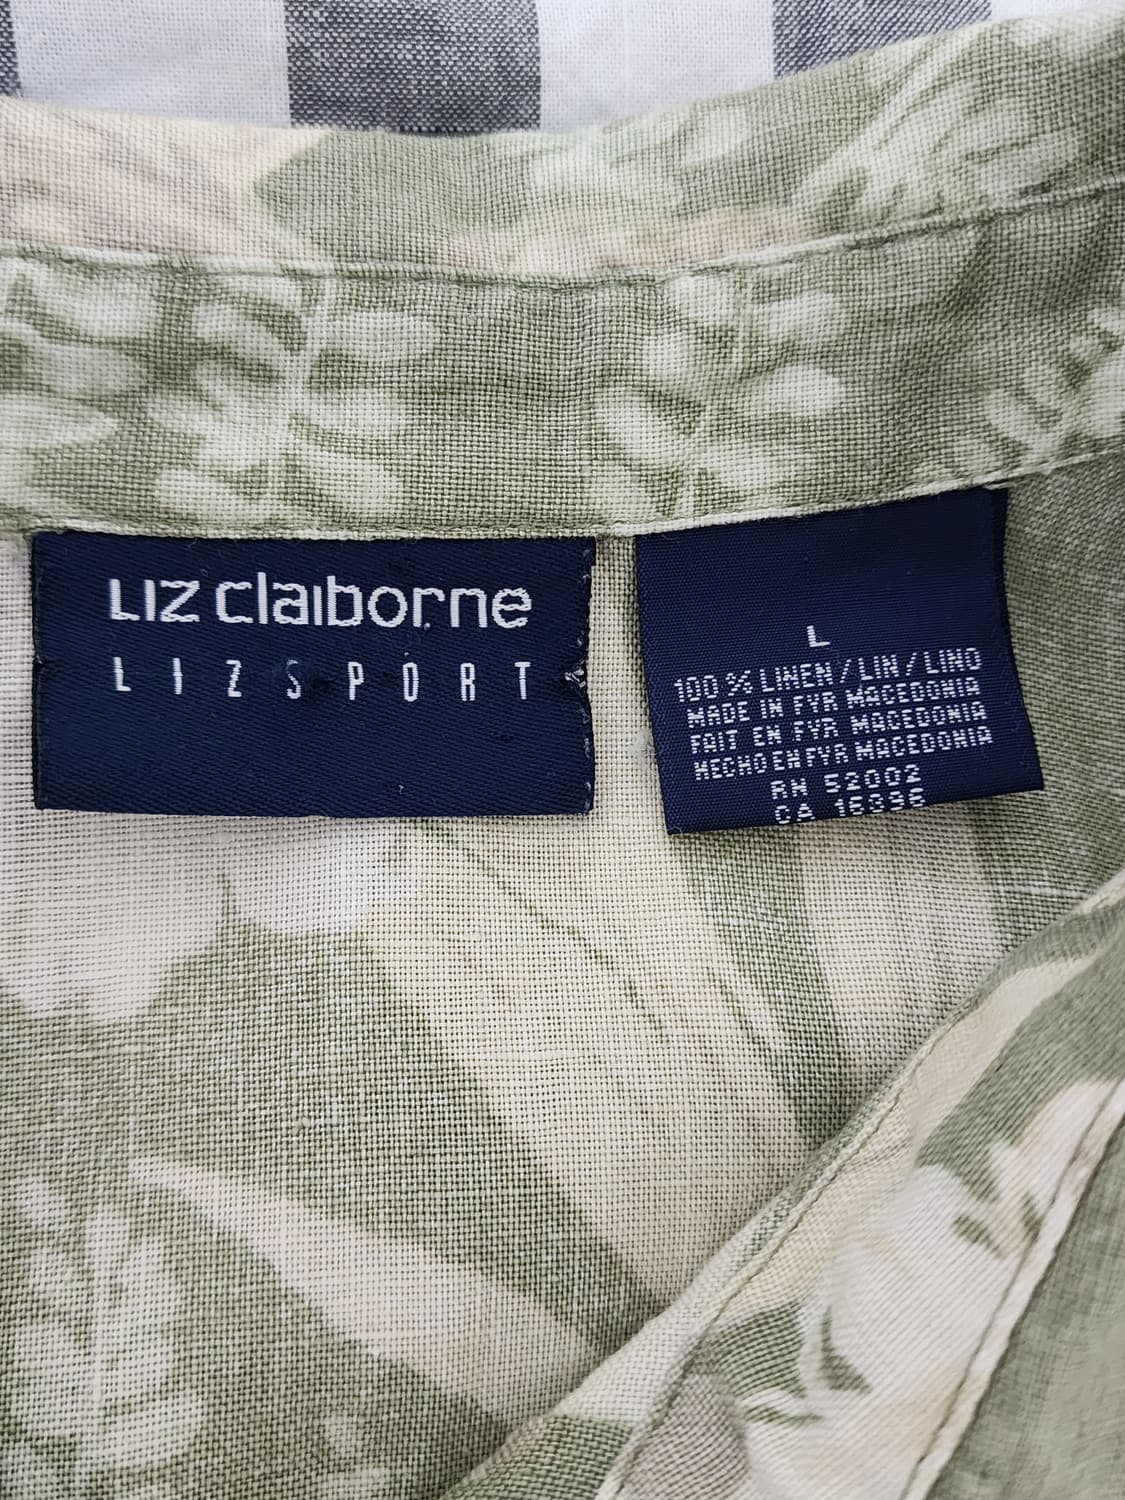 Liz claiborne
LIZSPORT
L
100% LINEN/LIN/LINO
MADE IN FYR MACEDONIA
FAIT EN FYR MACEDONIA
HECHO EN FYR MACEDONIA
RN 52002
CA